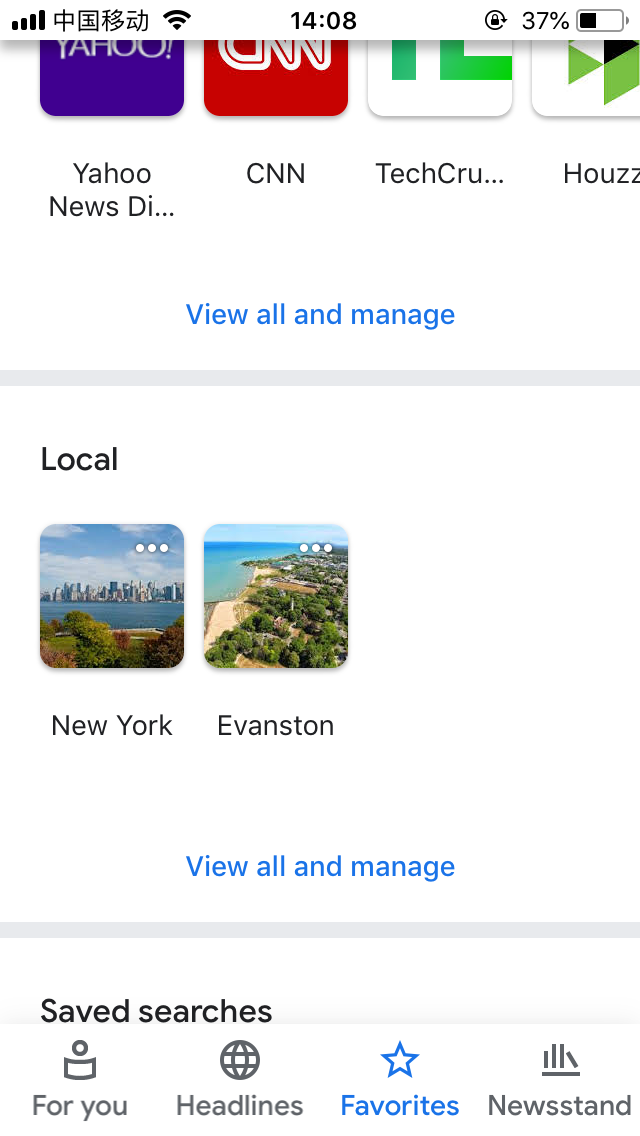 中国移动 14:08 37%
YAHOO! CNN
Yahoo CNN TechCru... Houzz
News Di...
View all and manage
Local
New York Evanston
View all and manage
Saved searches
For you Headlines Favorites Newsstand